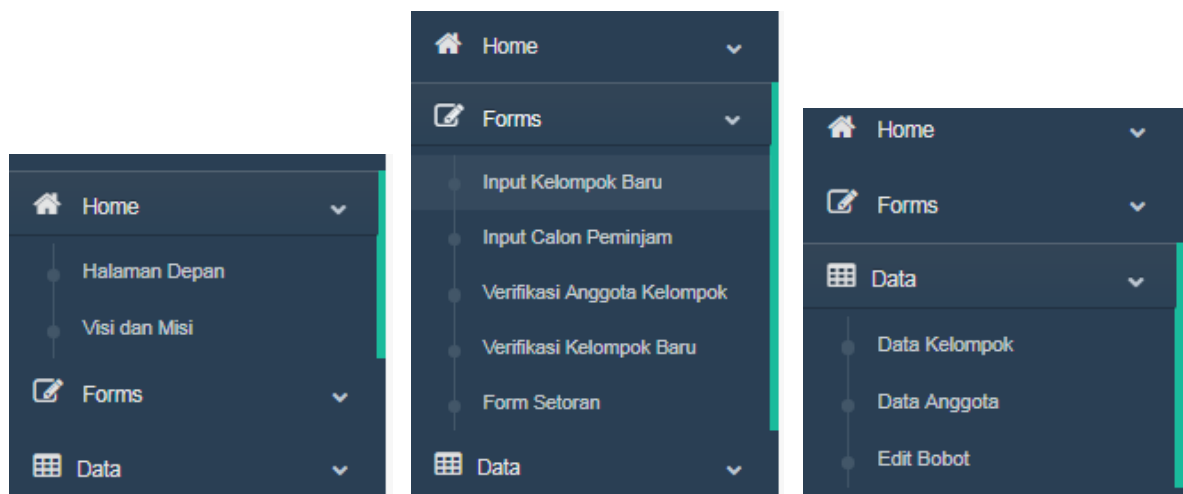 Home
Halaman Depan
Visi dan Misi
Forms
Data
Home
Forms
Input Kelompok Baru
Input Calon Peminjam
Verifikasi Anggota Kelompok
Verifikasi Kelompok Baru
Form Setoran
Data
Home
Forms
Data
Data Kelompok
Data Anggota
Edit Bobot